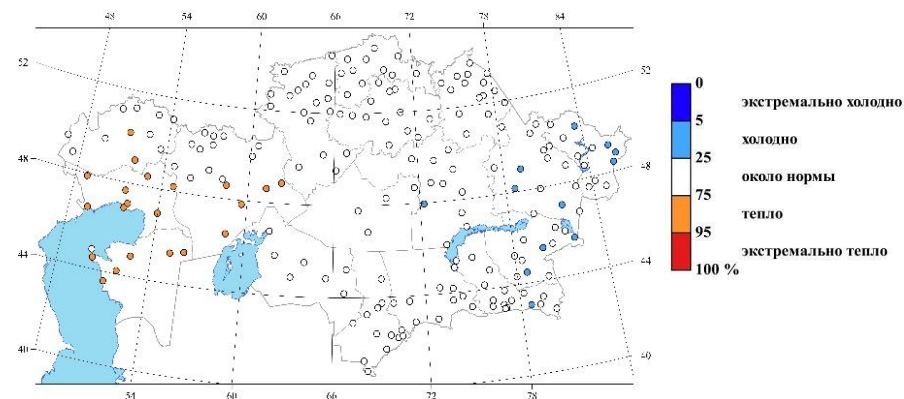 48 54 60 66 72 78 84
52 52
48 48
44 44
40 40
54 60 66 72 78
0
экстремально холодно
5
холодно
25
около нормы
75
тепло
95
экстремально тепло
100 %